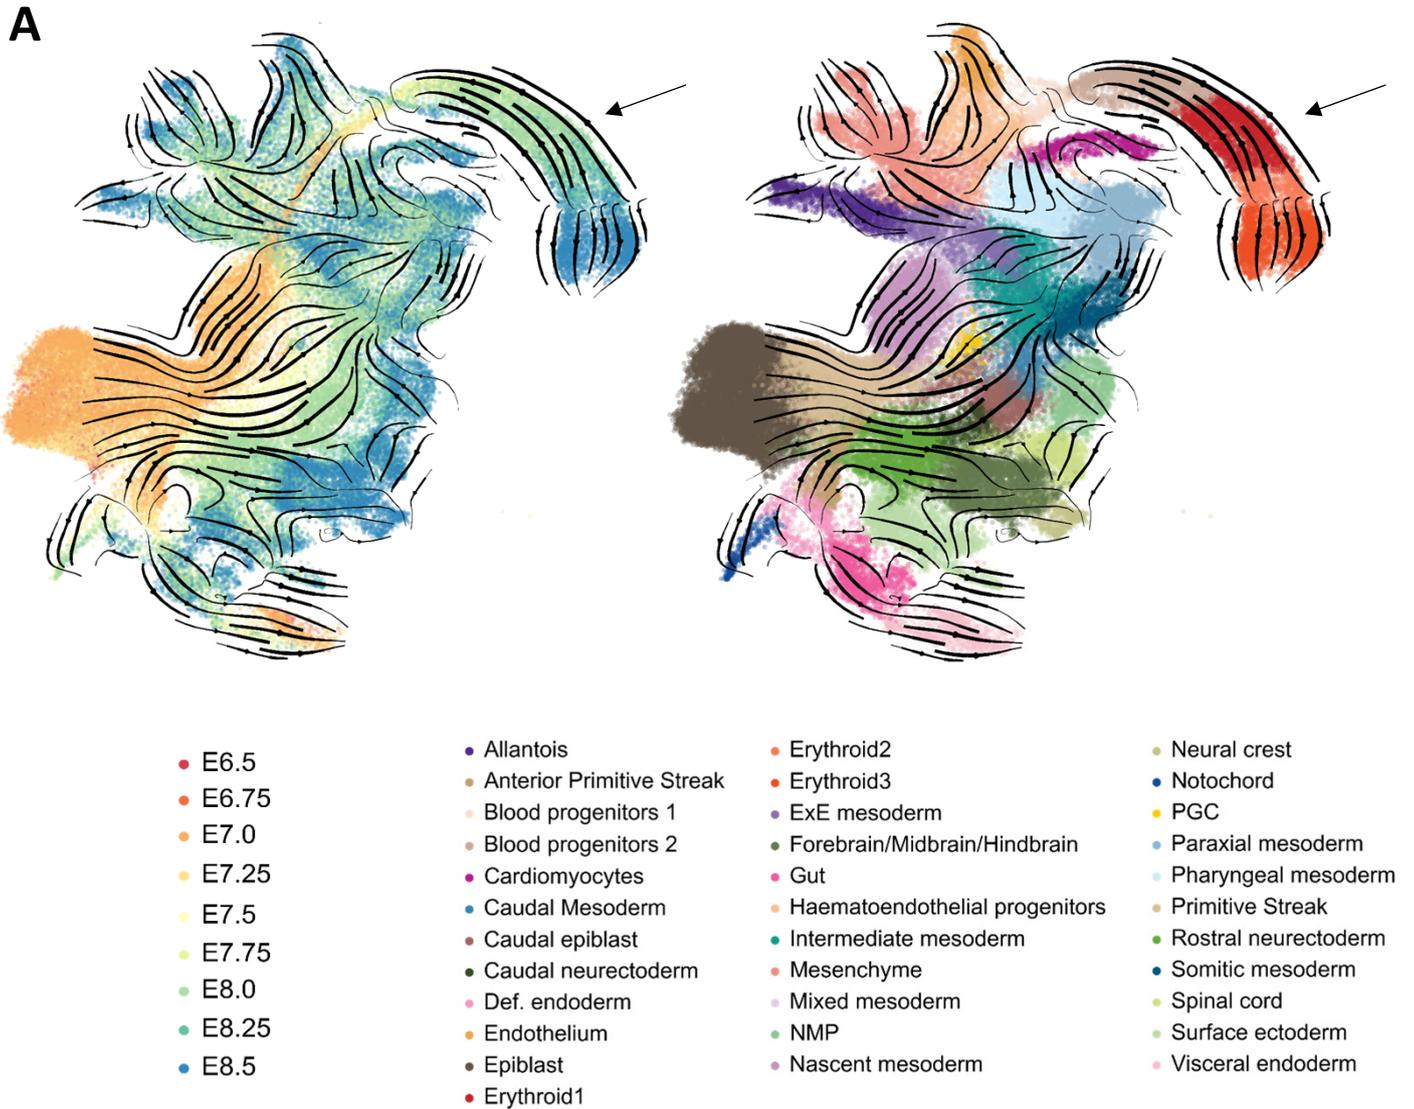 A
E6.5
E6.75
E7.0
E7.25
E7.5
E7.75
E8.0
E8.25
E8.5
Allantois
Anterior Primitive Streak
Blood progenitors 1
Blood progenitors 2
Cardiomyocytes
Caudal Mesoderm
Caudal epiblast
Caudal neurectoderm
Def. endoderm
Endothelium
Epiblast
Erythroid1
Erythroid2
Erythroid3
ExE mesoderm
Forebrain/Midbrain/Hindbrain
Gut
Haematoendothelial progenitors
Intermediate mesoderm
Mesenchyme
Mixed mesoderm
NMP
Nascent mesoderm
Neural crest
Notochord
PGC
Paraxial mesoderm
Pharyngeal mesoderm
Primitive Streak
Rostral neurectoderm
Somitic mesoderm
Spinal cord
Surface ectoderm
Visceral endoderm